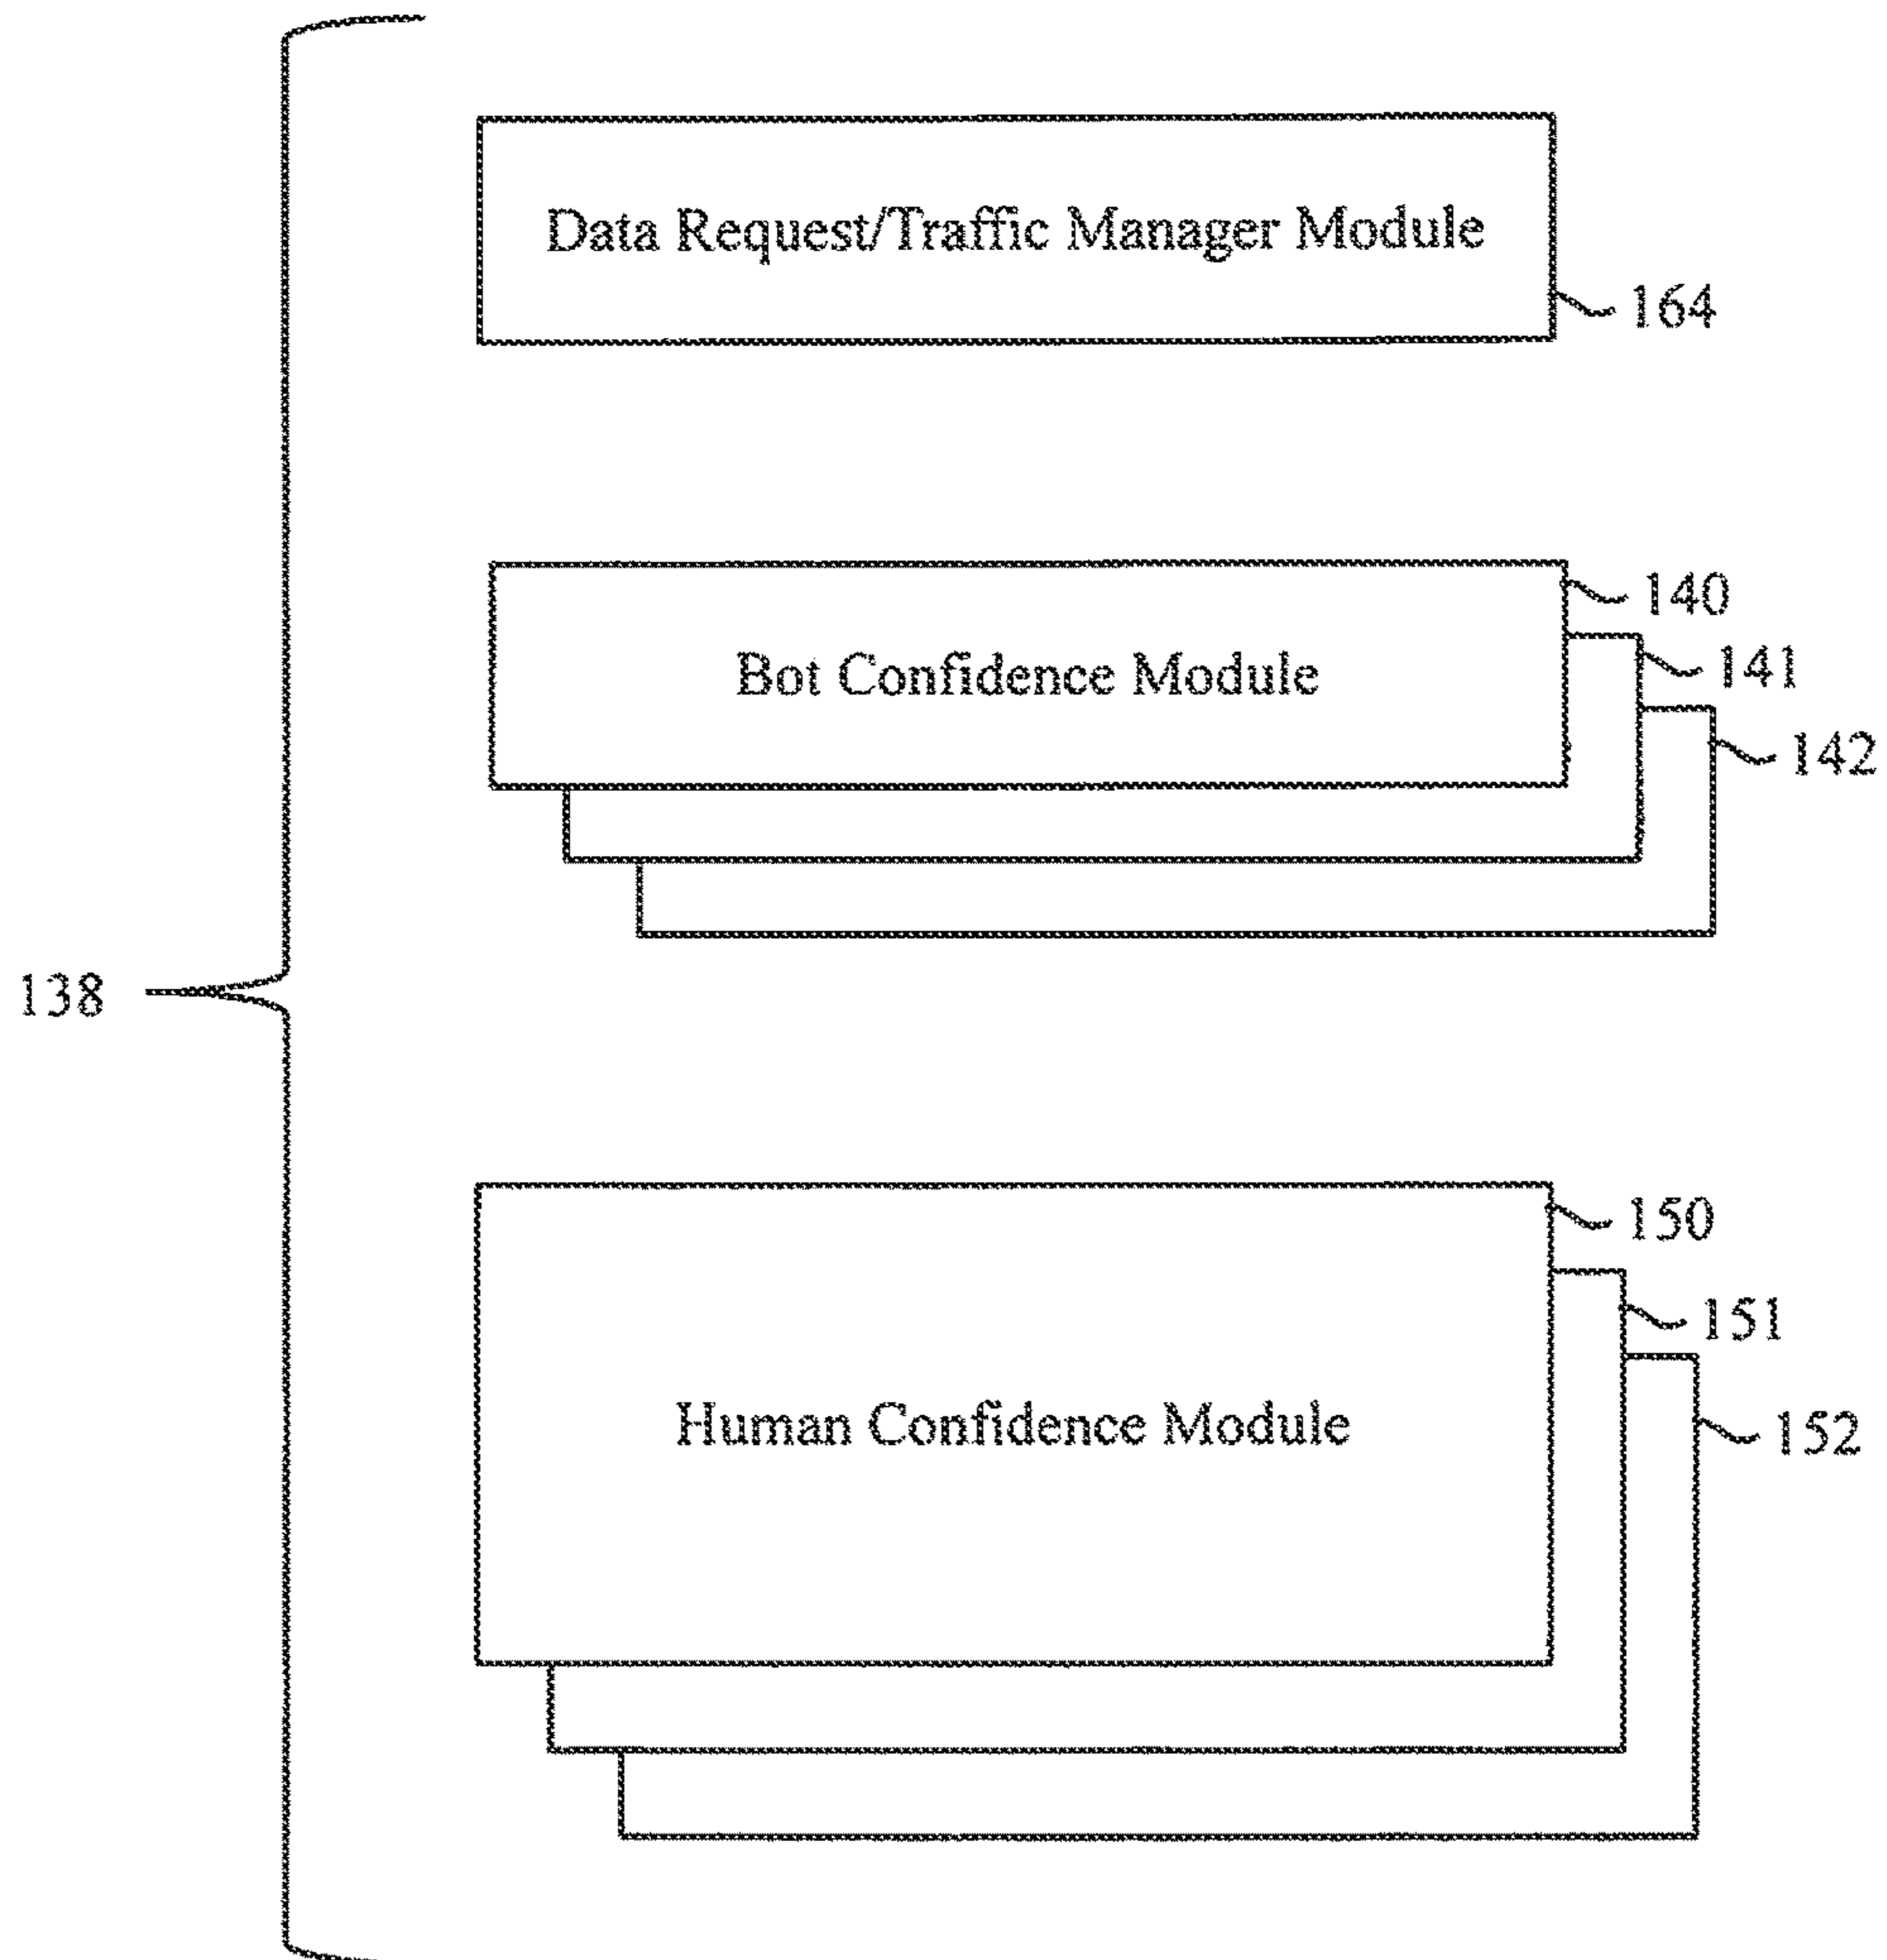 Data Request/Traffic Manager Module
164
140
Bot Confidence Module
141
142
138
150
151
Human Confidence Module
152